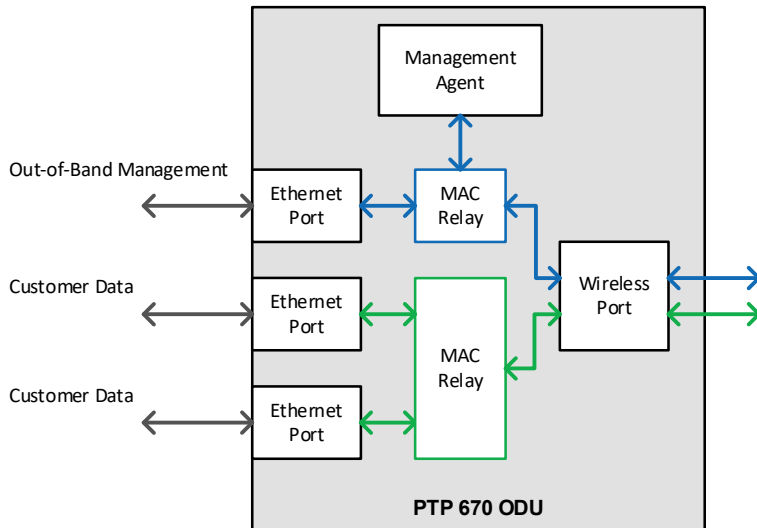 Management
Agent
Out-of-Band Management
Ethernet
Port
MAC
Relay
Customer Data
Ethernet
Port
Wireless
Port
MAC
Relay
Customer Data
Ethernet
Port
PTP 670 ODU